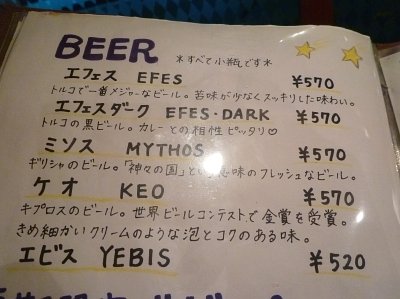 BEER *すべて小瓶です*
エフェス EFES ¥570
トルコで一番メジャーなビール。苦味が少なくスッキリした味わい。
エフェスダーク EFES・DARK ¥570
トルコの黒ビール。カレーとの相性ピッタリ♡
ミソス MYTHOS ¥570
ギリシャのビール。「神々の国」という意味のフレッシュなビール。
ケオ KEO ¥570
キプロスのビール。世界ビールコンテストで金賞を受賞。
きめ細かいクリームのような泡とコクのある味。
エビス YEBIS ¥520